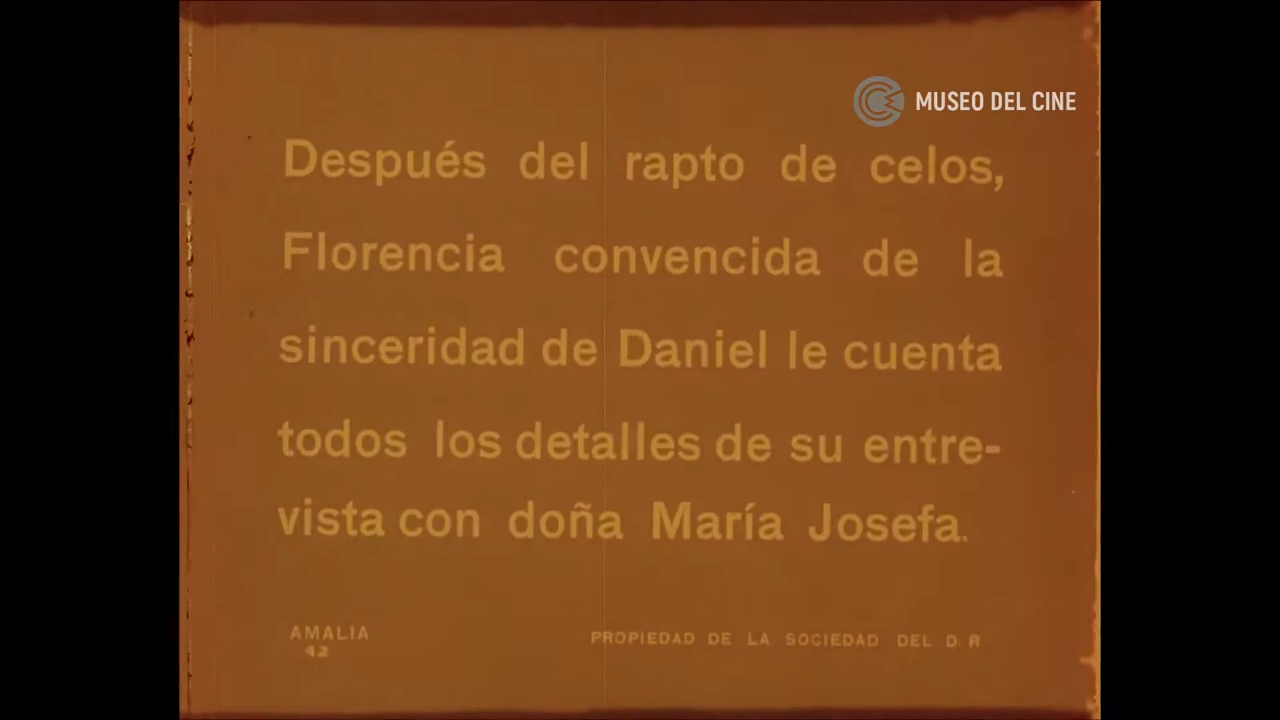 MUSEO DEL CINE
Después del rapto de celos,
Florencia convencida de la
sinceridad de Daniel le cuenta
todos los detalles de su entre-
vista con doña María Josefa.
AMALIA
42
PROPIEDAD DE LA SOCIEDAD DEL D. R